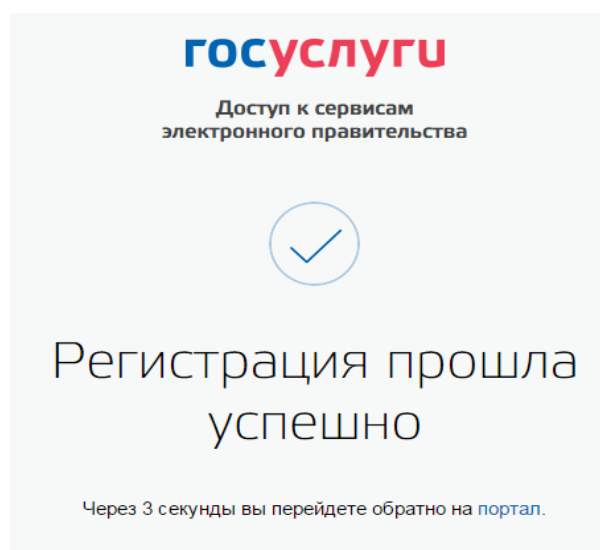 госуслуги
Доступ к сервисам
электронного правительства
Регистрация прошла
успешно
Через 3 секунды вы перейдете обратно на портал.